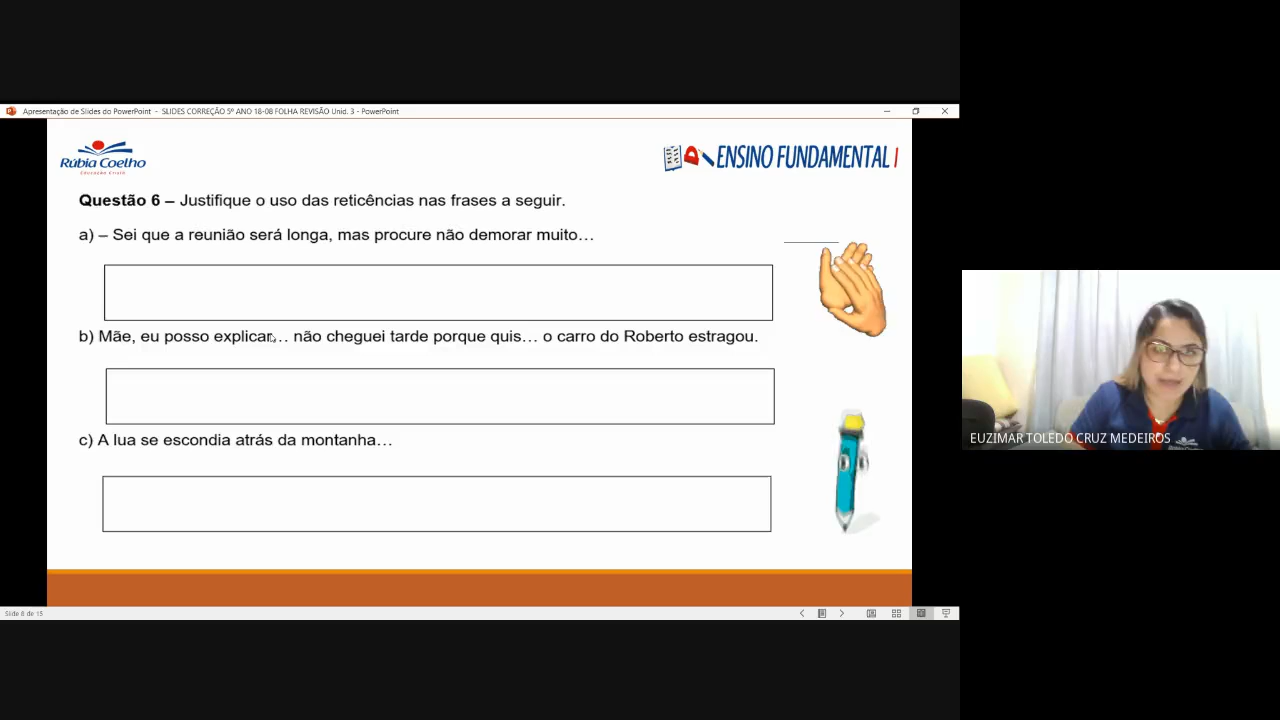 Apresentação de Slides do PowerPoint - SLIDES CORREÇÃO 5º ANO 18-08 FOLHA REVISÃO Unid. 3 - PowerPoint
Rúbia Coelho
Educação Cristã
ENSINO FUNDAMENTAL I
Questão 6 – Justifique o uso das reticências nas frases a seguir.
a) – Sei que a reunião será longa, mas procure não demorar muito…
b) Mãe, eu posso explicar… não cheguei tarde porque quis… o carro do Roberto estragou.
c) A lua se escondia atrás da montanha…
EUZIMAR TOLEDO CRUZ MEDEIROS
Slide 8 de 15